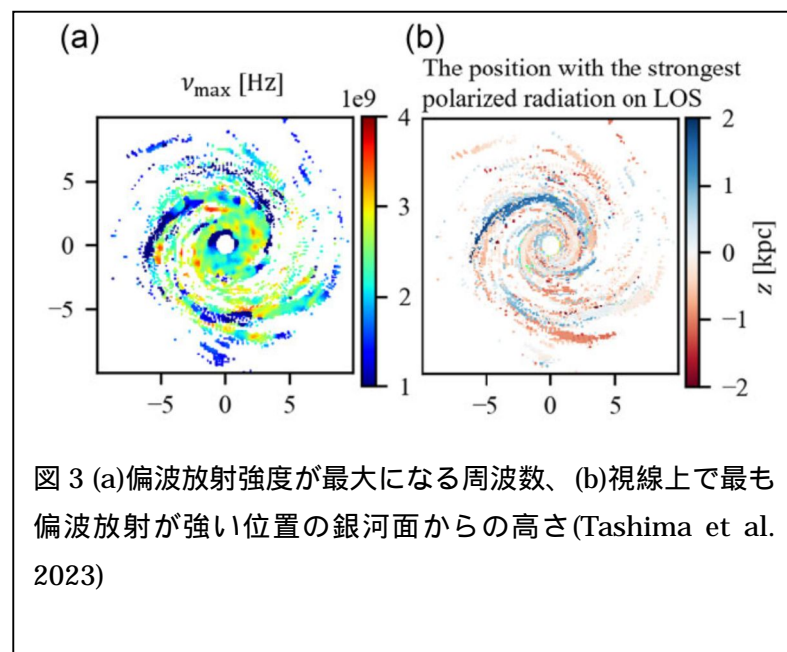 (a)
(b)
ν_max [Hz]
The position with the strongest
polarized radiation on LOS
1e9
4
3
2
1
5
0
−5
−5
0
5
−5
0
5
2
1
0
−1
−2
z [kpc]
図 3 (a)偏波放射強度が最大になる周波数、(b)視線上で最も
偏波放射が強い位置の銀河面からの高さ(Tashima et al.
2023)